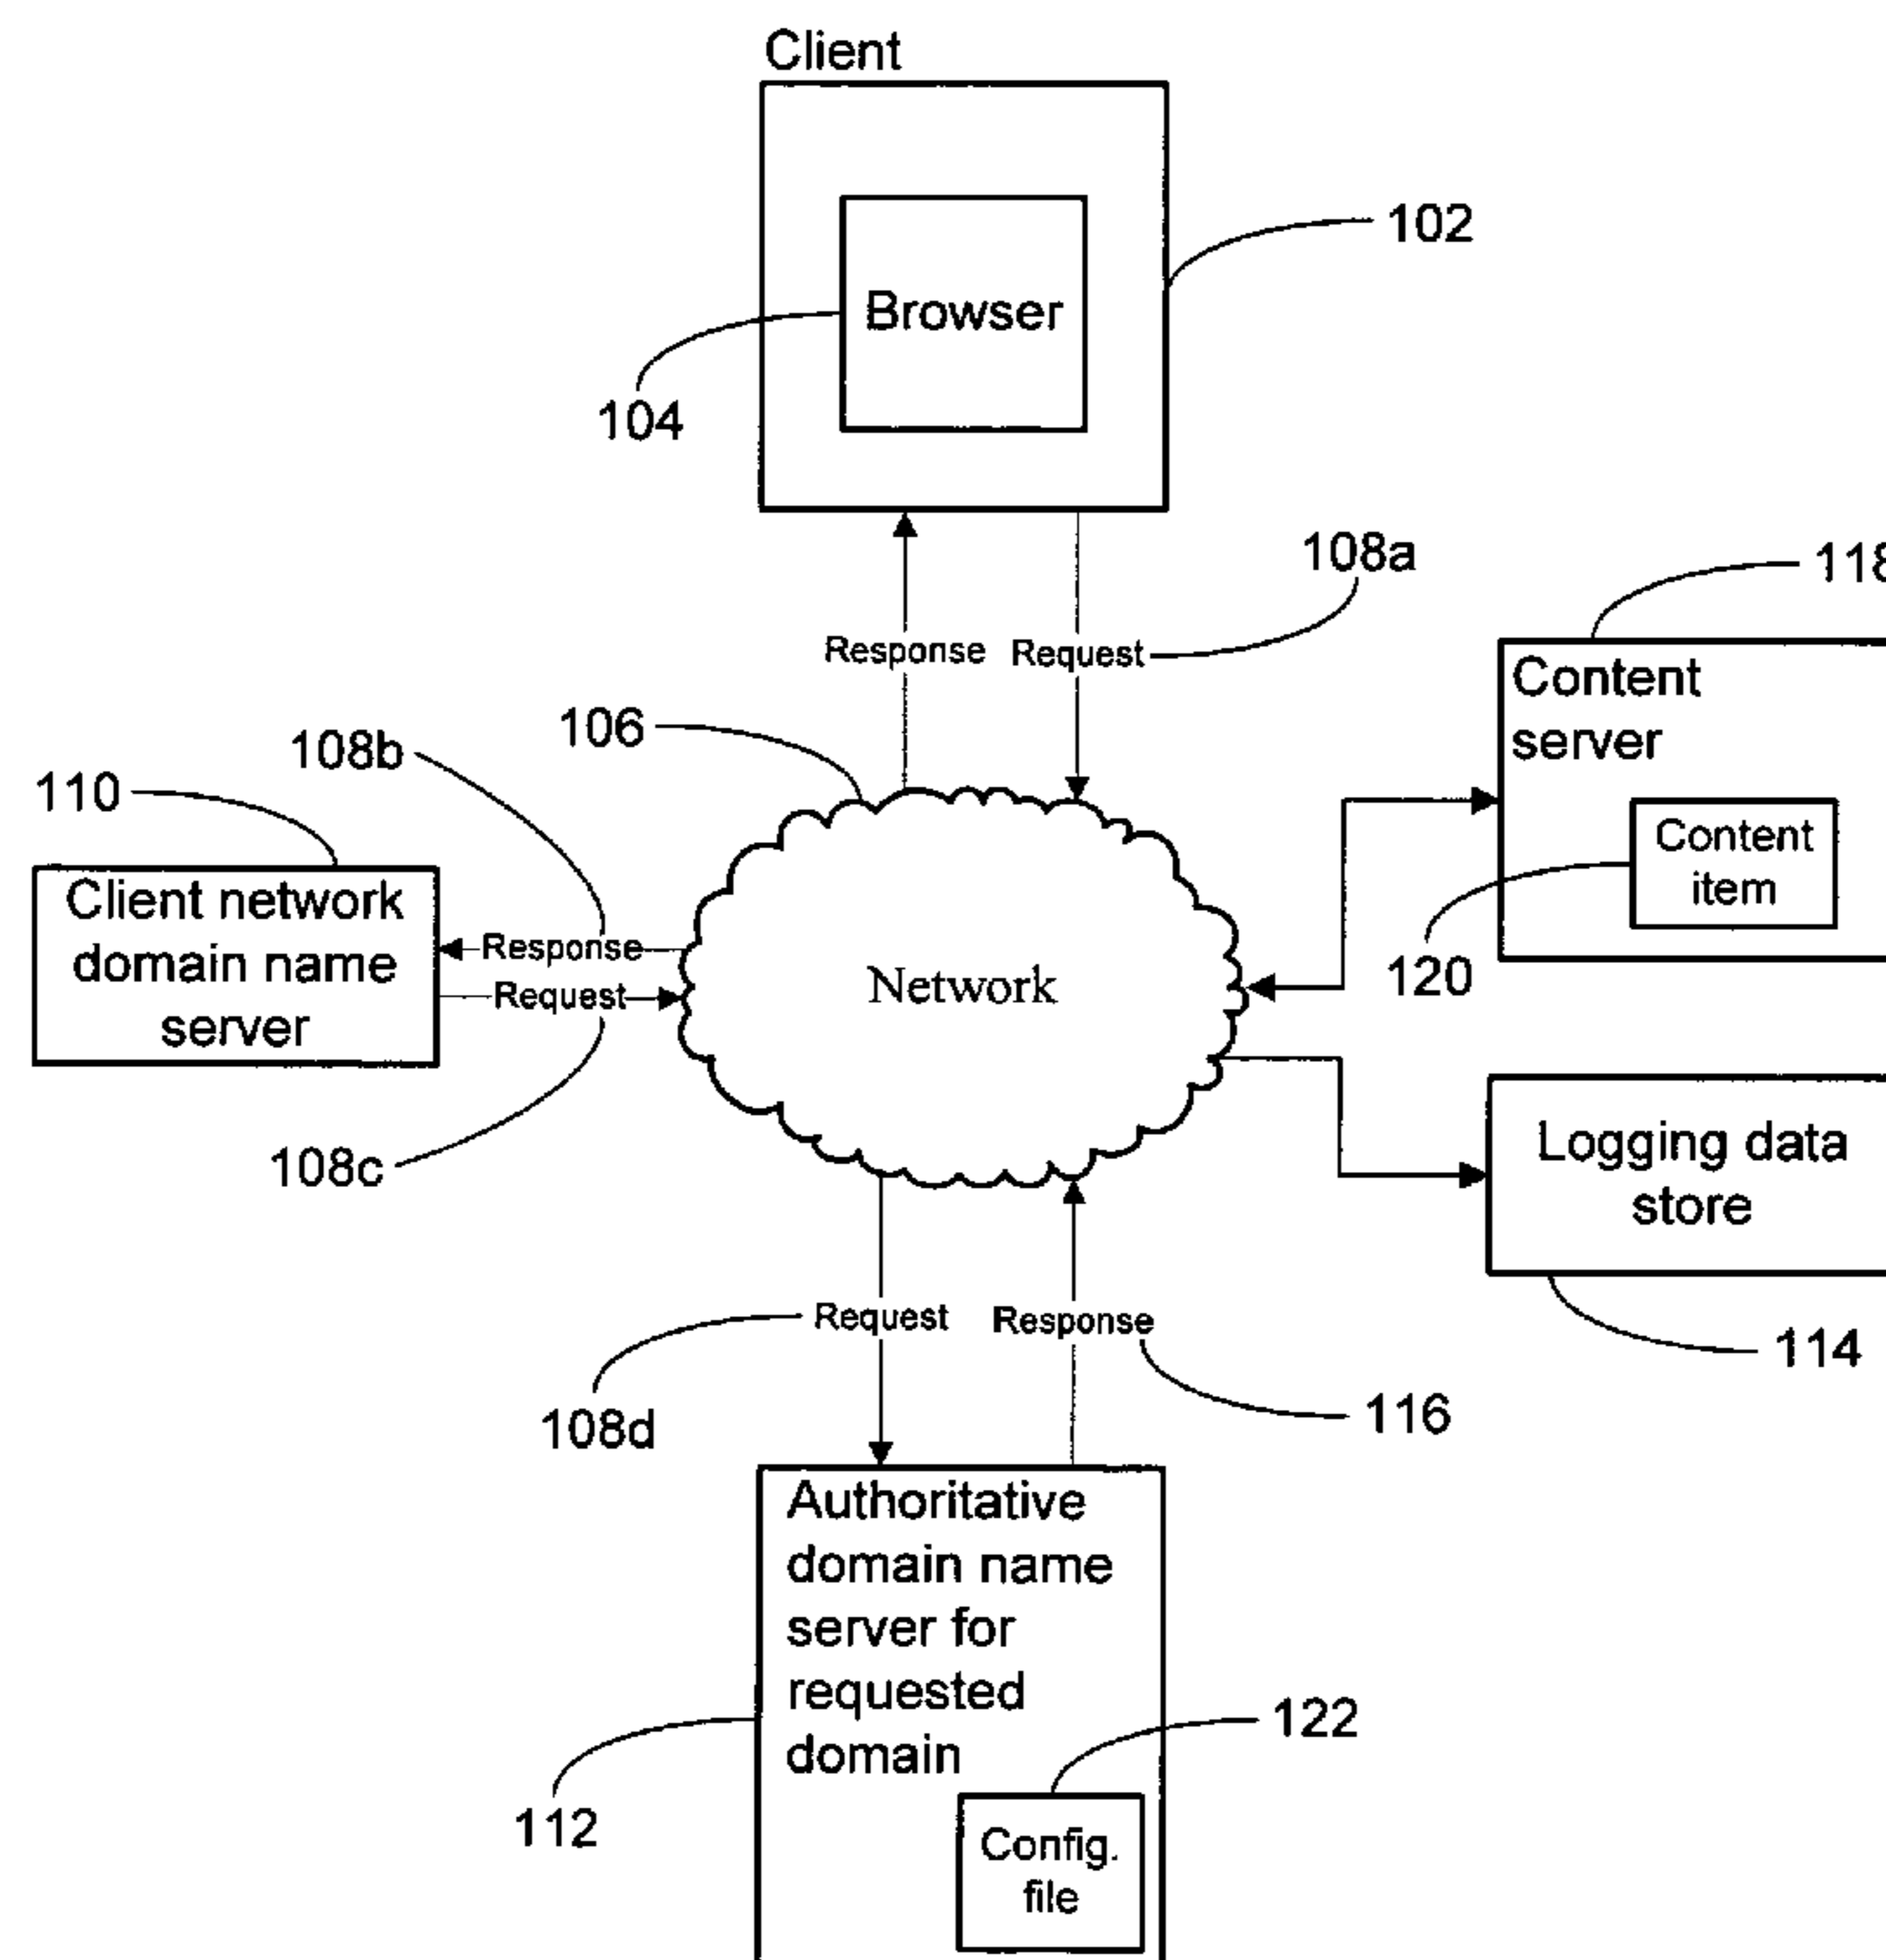 Client
102
Browser
104
108a
118
Response
Request
Content
server
106
108b
110
Content
item
Client network
domain name
server
Response
Request
Network
120
108c
Logging data
store
Request
Response
114
108d
116
Authoritative
domain name
server for
requested
domain
122
112
Config.
file